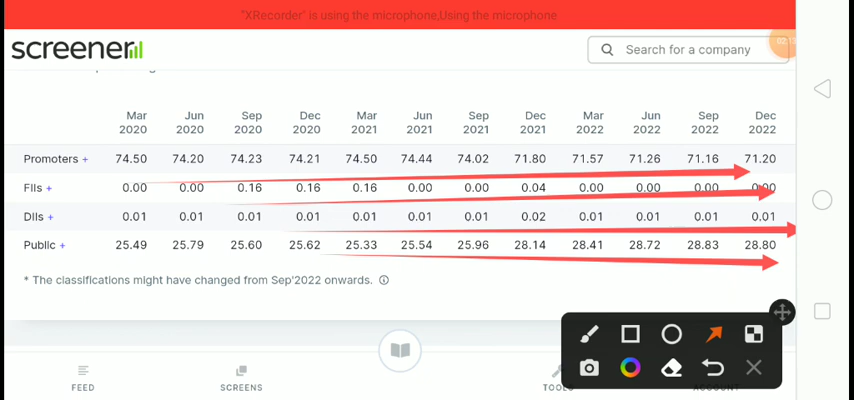 "XRecorder" is using the microphone,Using the microphone
screener
Search for a company
02:13
Mar 2020 Jun 2020 Sep 2020 Dec 2020 Mar 2021 Jun 2021 Sep 2021 Dec 2021 Mar 2022 Jun 2022 Sep 2022 Dec 2022
Promoters + 74.50 74.20 74.23 74.21 74.50 74.44 74.02 71.80 71.57 71.26 71.16 71.20
FIIs + 0.00 0.00 0.16 0.16 0.16 0.00 0.00 0.04 0.00 0.00 0.00 0.00
DIIs + 0.01 0.01 0.01 0.01 0.01 0.01 0.01 0.02 0.01 0.01 0.01 0.01
Public + 25.49 25.79 25.60 25.62 25.33 25.54 25.96 28.14 28.41 28.72 28.83 28.80
* The classifications might have changed from Sep'2022 onwards.
FEED
SCREENS
TOOLS
ACCOUNT